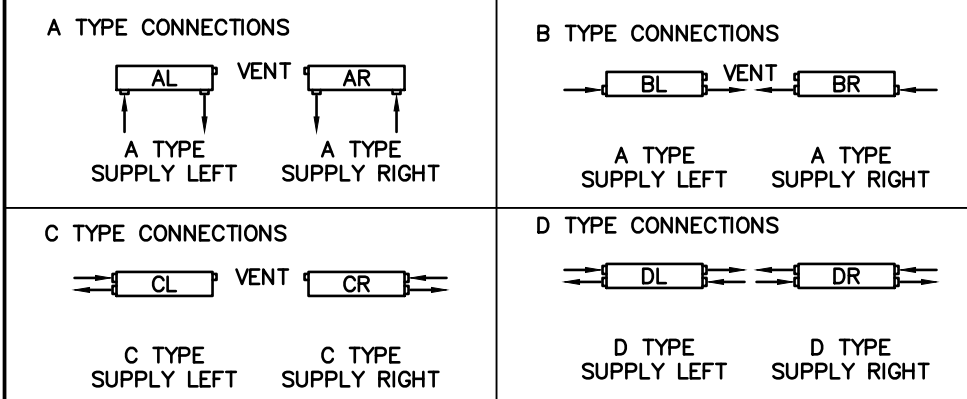 A TYPE CONNECTIONS
AL VENT AR
A TYPE
SUPPLY LEFT
A TYPE
SUPPLY RIGHT
B TYPE CONNECTIONS
BL VENT BR
A TYPE
SUPPLY LEFT
A TYPE
SUPPLY RIGHT
C TYPE CONNECTIONS
CL VENT CR
C TYPE
SUPPLY LEFT
C TYPE
SUPPLY RIGHT
D TYPE CONNECTIONS
DL DR
D TYPE
SUPPLY LEFT
D TYPE
SUPPLY RIGHT